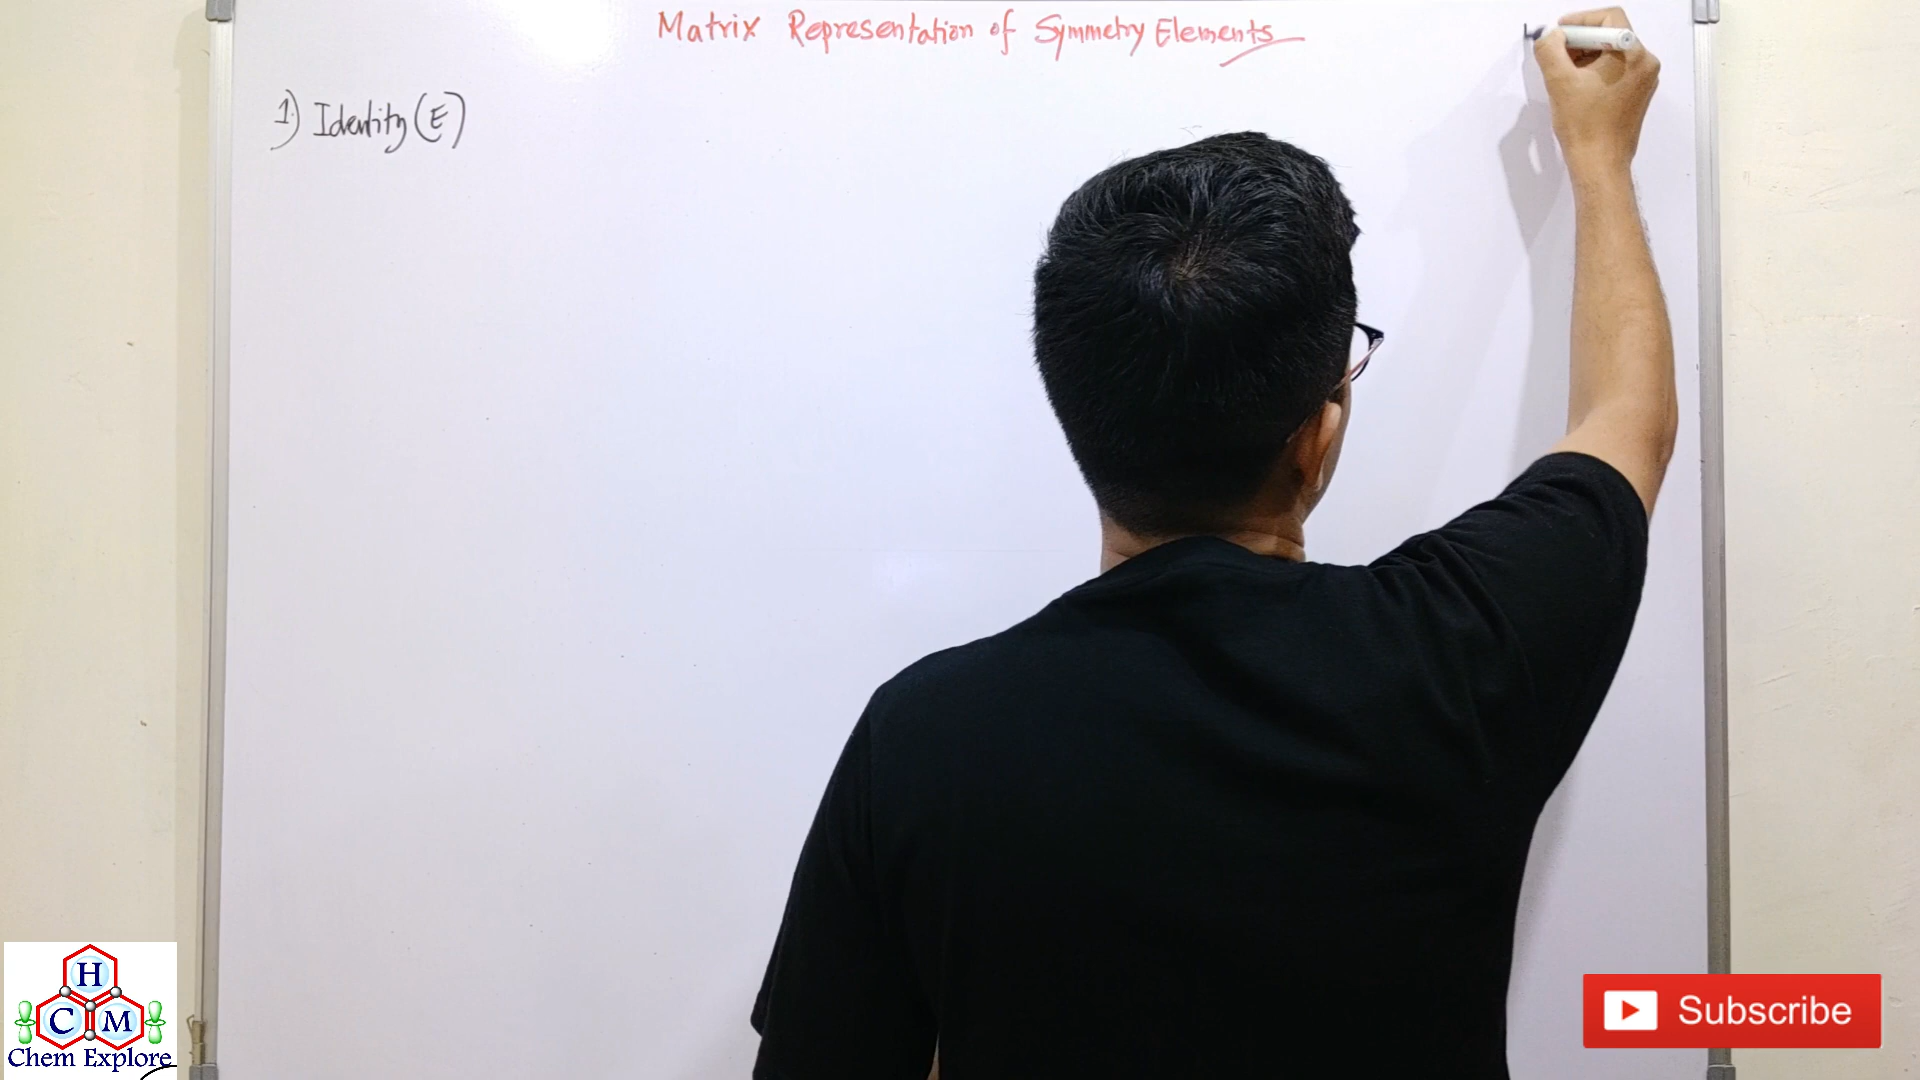 Matrix Representation of Symmetry Elements
1) Identity (E)
H
C M
Chem Explore
Subscribe